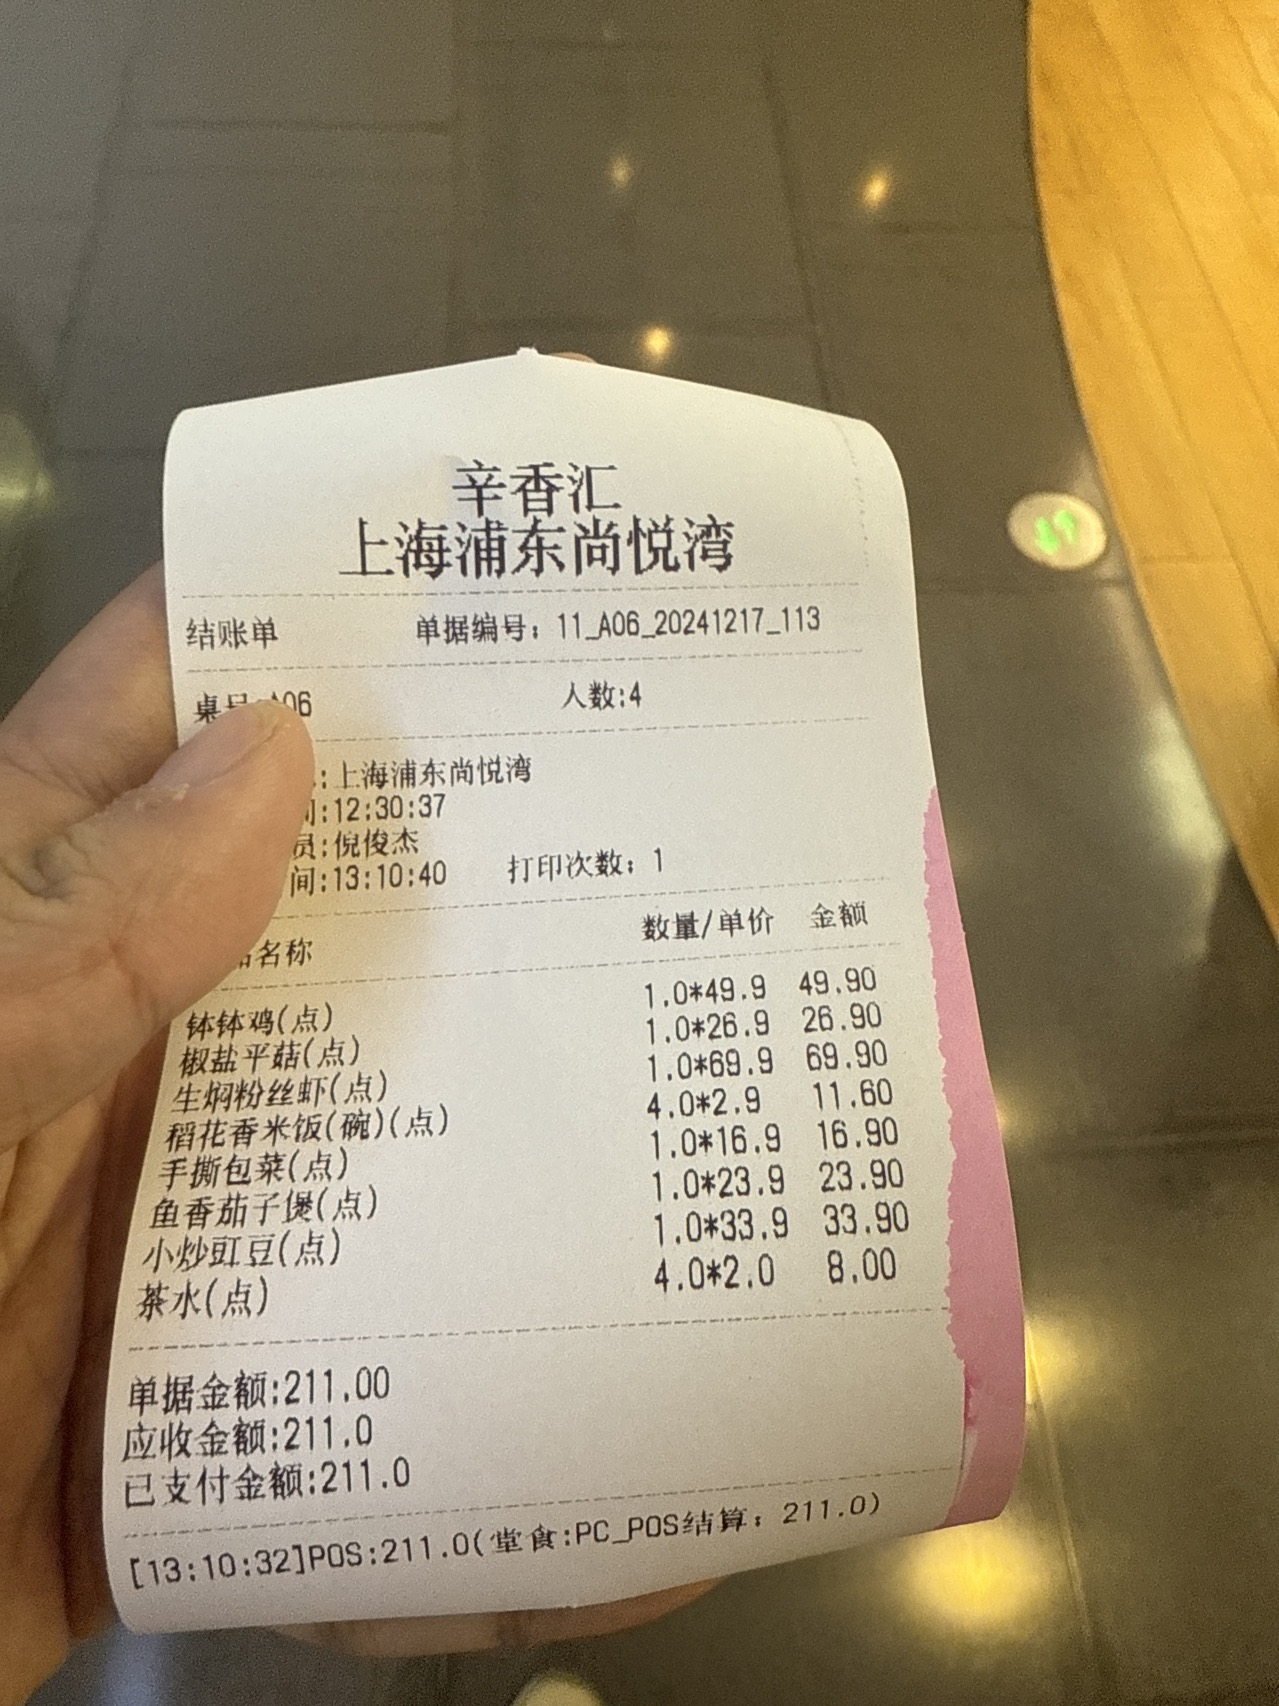 辛香汇
上海浦东尚悦湾
结账单 单据编号：11_A06_20241217_113
桌号:A06 人数:4
:上海浦东尚悦湾
间:12:30:37
员:倪俊杰
间:13:10:40 打印次数：1
名称 数量/单价 金额
钵钵鸡(点) 1.0*49.9 49.90
椒盐平菇(点) 1.0*26.9 26.90
生焖粉丝虾(点) 1.0*69.9 69.90
稻花香米饭(碗)(点) 4.0*2.9 11.60
手撕包菜(点) 1.0*16.9 16.90
鱼香茄子煲(点) 1.0*23.9 23.90
小炒豇豆(点) 1.0*33.9 33.90
茶水(点) 4.0*2.0 8.00
单据金额:211.00
应收金额:211.0
已支付金额:211.0
[13:10:32]POS:211.0(堂食:PC_POS结算：211.0)